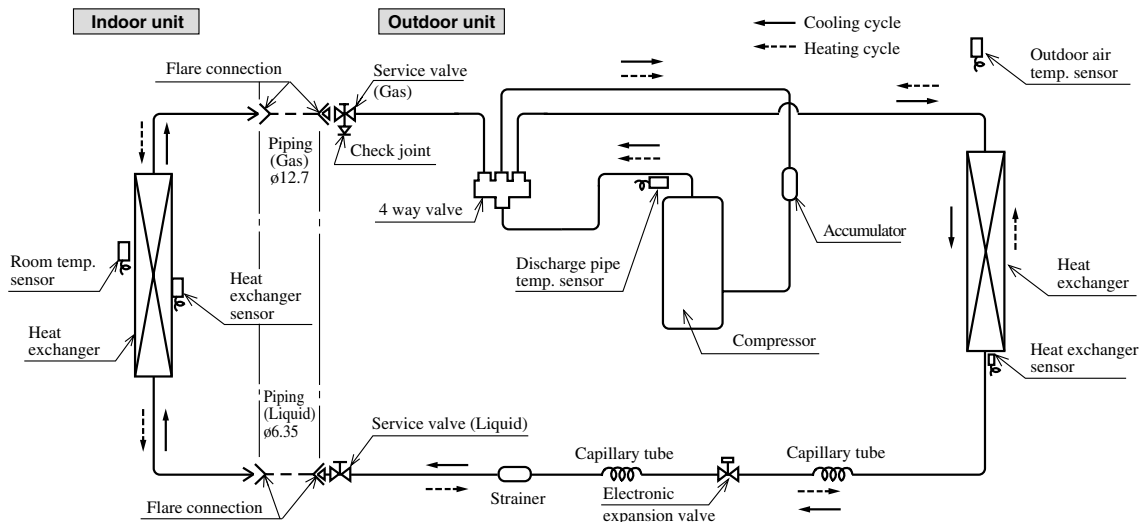 Indoor unit
Outdoor unit
Cooling cycle
Heating cycle
Outdoor air
temp. sensor
Flare connection
Service valve
(Gas)
Piping
(Gas)
ø12.7
Check joint
4 way valve
Discharge pipe
temp. sensor
Accumulator
Compressor
Room temp.
sensor
Heat
exchanger
sensor
Heat
exchanger
Heat
exchanger
Heat exchanger
sensor
Piping
(Liquid)
ø6.35
Service valve (Liquid)
Flare connection
Strainer
Capillary tube
Electronic
expansion valve
Capillary tube